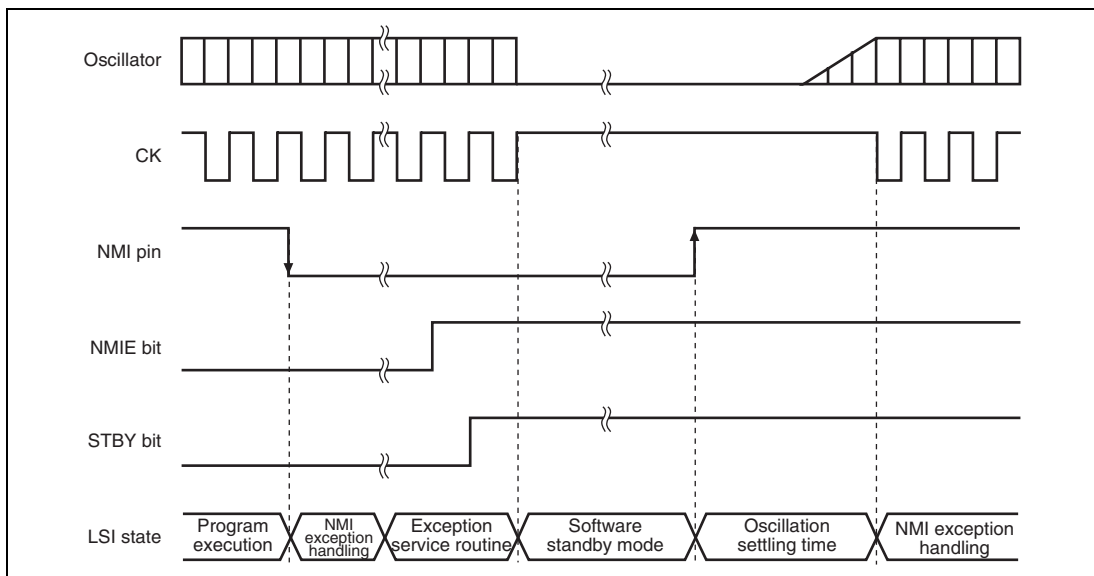 Oscillator
CK
NMI pin
NMIE bit
STBY bit
LSI state
Program
execution
NMI
exception
handling
Exception
service routine
Software
standby mode
Oscillation
settling time
NMI exception
handling